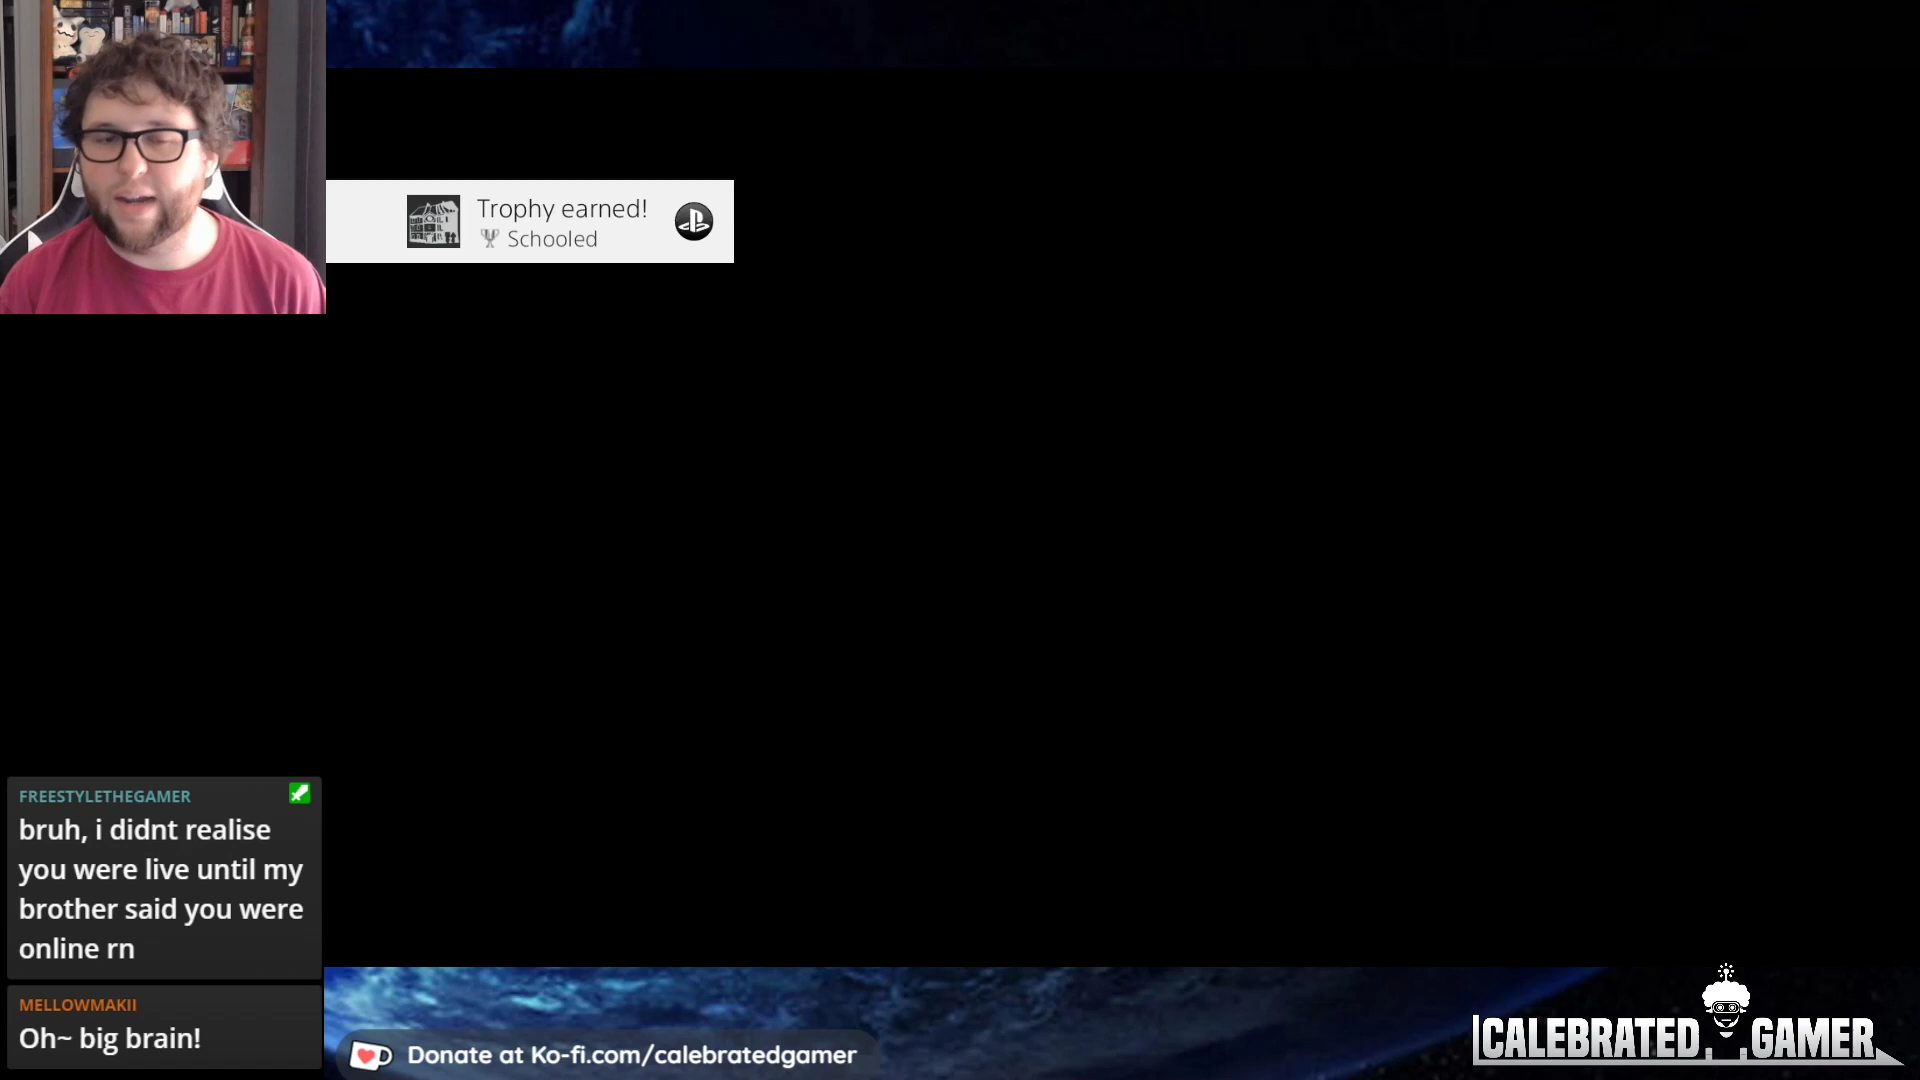 Trophy earned!
Schooled
FREESTYLETHEGAMER
bruh, i didnt realise
you were live until my
brother said you were
online rn
MELLOWMAKII
Oh~ big brain!
Donate at Ko-fi.com/calebratedgamer
CALEBRATED GAMER